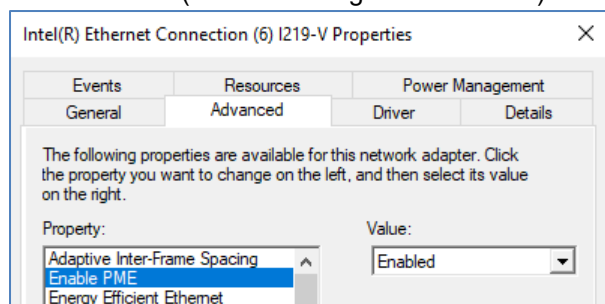 Intel(R) Ethernet Connection (6) I219-V Properties
Events Resources Power Management
General Advanced Driver Details
The following properties are available for this network adapter. Click
the property you want to change on the left, and then select its value
on the right.
Property: Value:
Adaptive Inter-Frame Spacing Enabled
Enable PME
Energy Efficient Ethernet